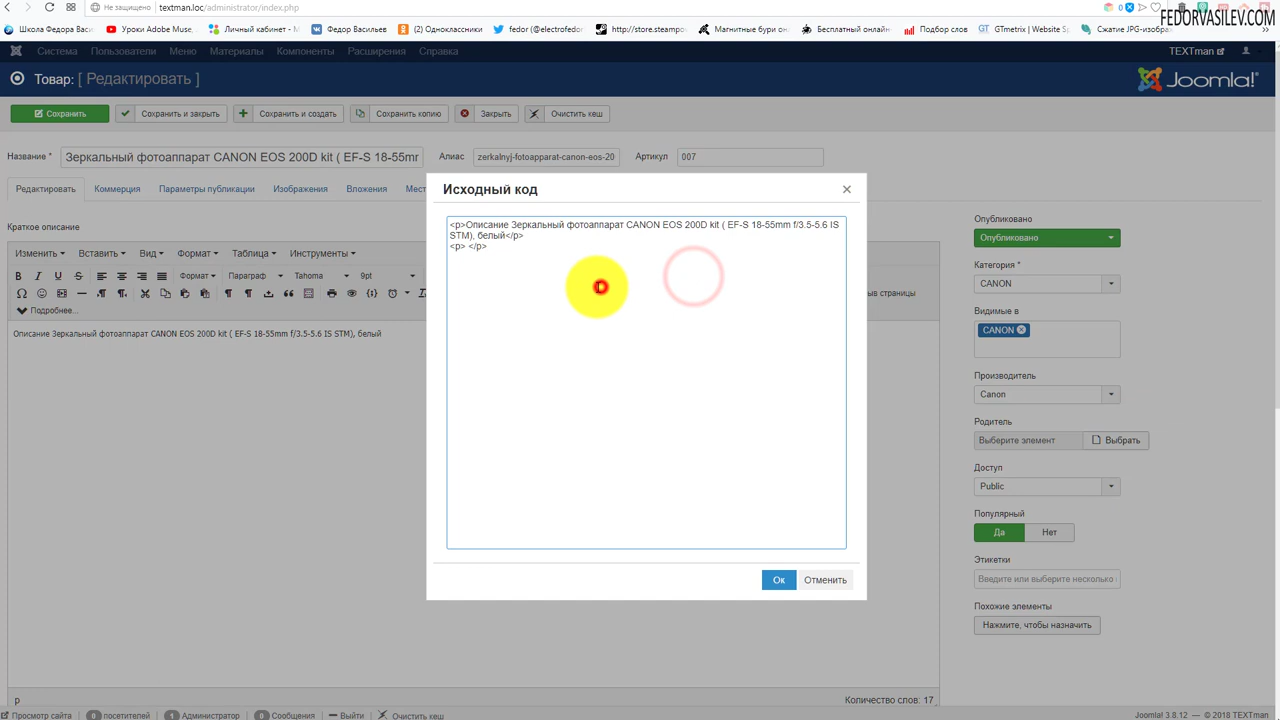 Не защищено textman.loc/administrator/index.php
FEDORVASILEV.COM
Школа Федора Васи Уроки Adobe Muse, Личный кабинет - М Федор Васильев (2) Одноклассники fedor (@electrofedo http://store.steampo Магнитные бури он Бесплатный онлайн Подбор слов GTmetrix | Website S Сжатие JPG-изобра
Система Пользователи Меню Материалы Компоненты Расширения Справка TEXTman
Товар: [ Редактировать ] Joomla!
Сохранить Сохранить и закрыть Сохранить и создать Сохранить копию Закрыть Очистить кеш
Название * Зеркальный фотоаппарат CANON EOS 200D kit ( EF-S 18-55mr Алиас zerkalnyj-fotoapparat-canon-eos-20 Артикул 007
Редактировать Коммерция Параметры публикации Изображения Вложения Мест
Исходный код
Краткое описание
Изменить Вставить Вид Формат Таблица Инструменты
Формат Параграф Tahoma 9pt
ыв страницы
Подробнее...
Описание Зеркальный фотоаппарат CANON EOS 200D kit ( EF-S 18-55mm f/3.5-5.6 IS STM), белый
<p>Описание Зеркальный фотоаппарат CANON EOS 200D kit ( EF-S 18-55mm f/3.5-5.6 IS
STM), белый</p>
<p> </p>
Ок Отменить
Опубликовано
Опубликовано
Категория *
CANON
Видимые в
CANON
Производитель
Canon
Родитель
Выберите элемент Выбрать
Доступ
Public
Популярный
Да Нет
Этикетки
Введите или выберите несколько
Похожие элементы
Нажмите, чтобы назначить
p Количество слов: 17
Просмотр сайта 0 посетителей 1 Администратор 0 Сообщения Выйти Очистить кеш Joomla! 3.8.12 — © 2018 TEXTman